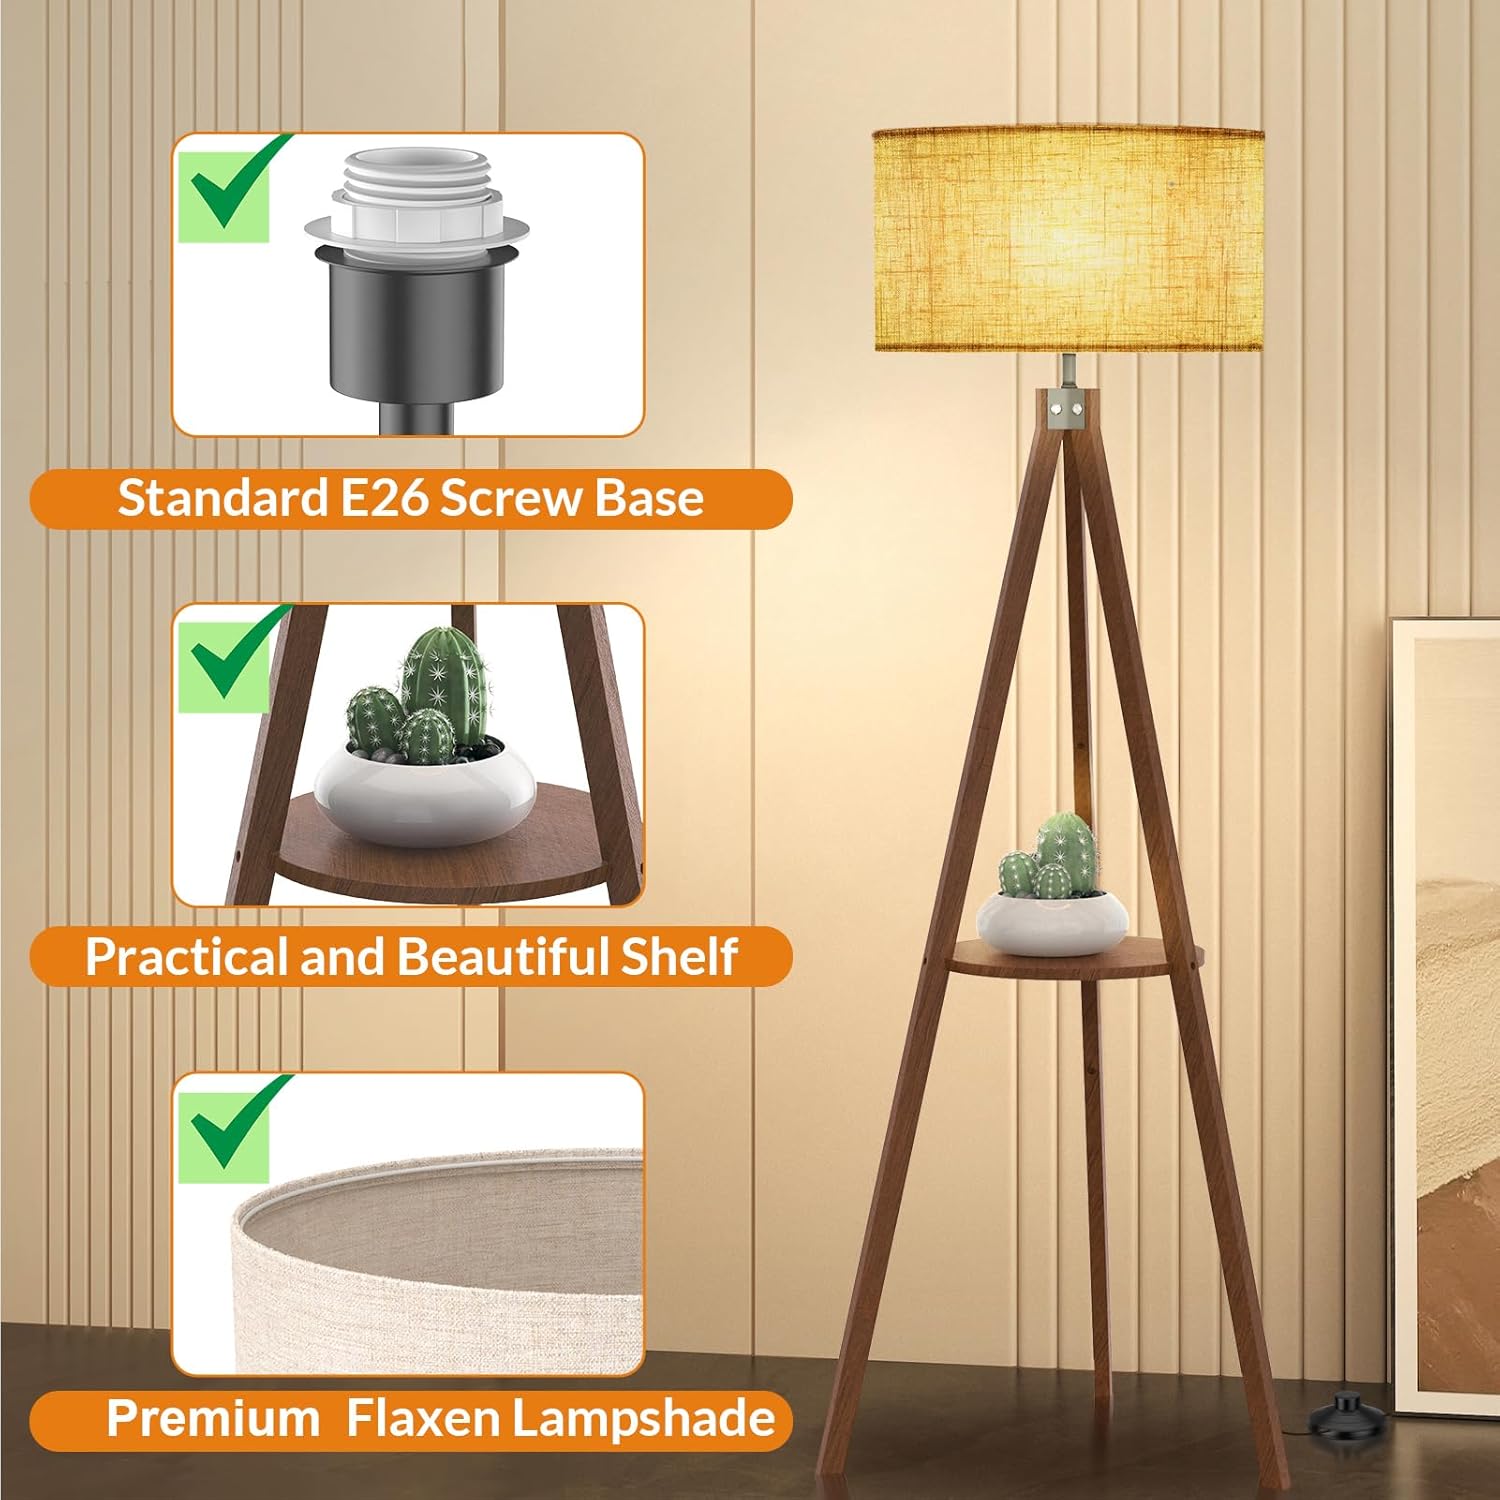 Standard E26 Screw Base
Practical and Beautiful Shelf
Premium Flaxen Lampshade